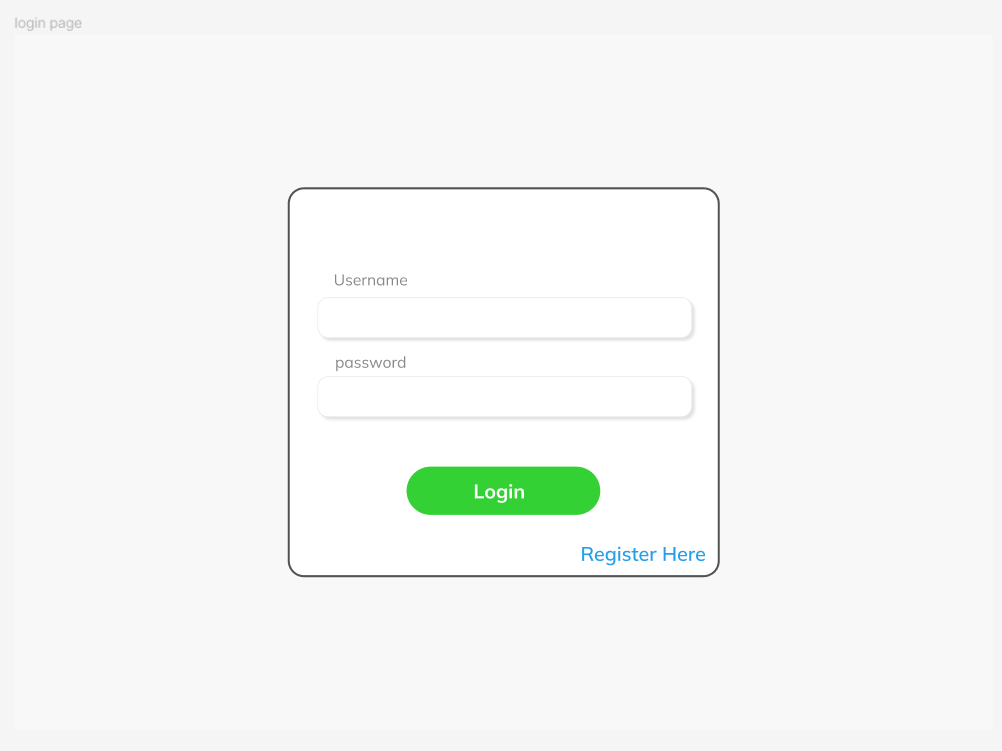 login page
Username
password
Login
Register Here